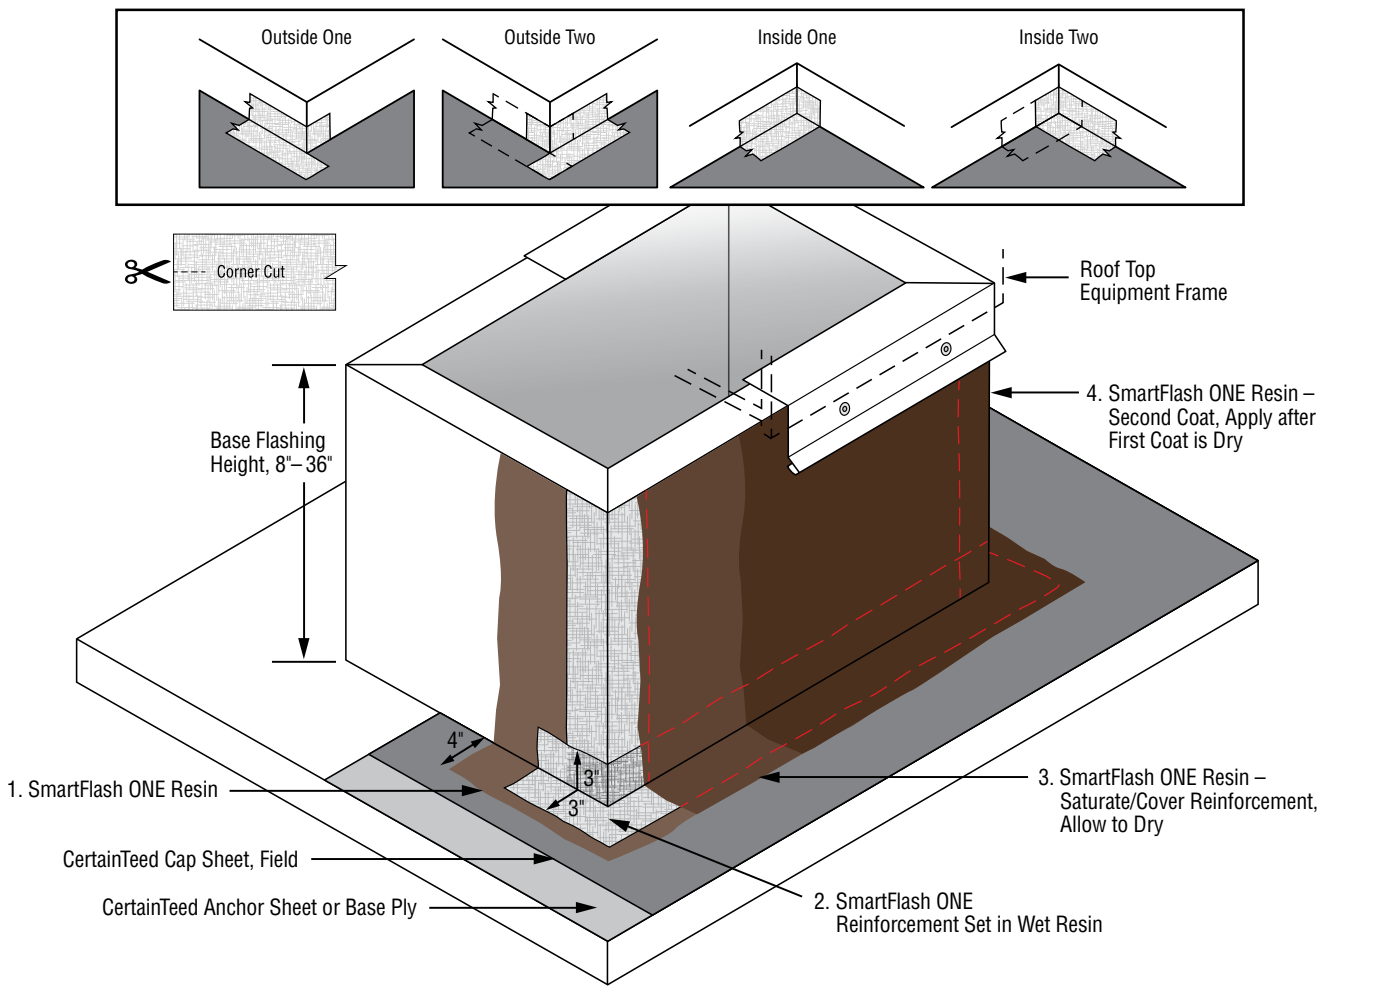 Outside One
Outside Two
Inside One
Inside Two
Corner Cut
Roof Top
Equipment Frame
4. SmartFlash ONE Resin –
Second Coat, Apply after
First Coat is Dry
Base Flashing
Height, 8"– 36"
4"
3"
3"
1. SmartFlash ONE Resin
3. SmartFlash ONE Resin –
Saturate/Cover Reinforcement,
Allow to Dry
CertainTeed Cap Sheet, Field
CertainTeed Anchor Sheet or Base Ply
2. SmartFlash ONE
Reinforcement Set in Wet Resin